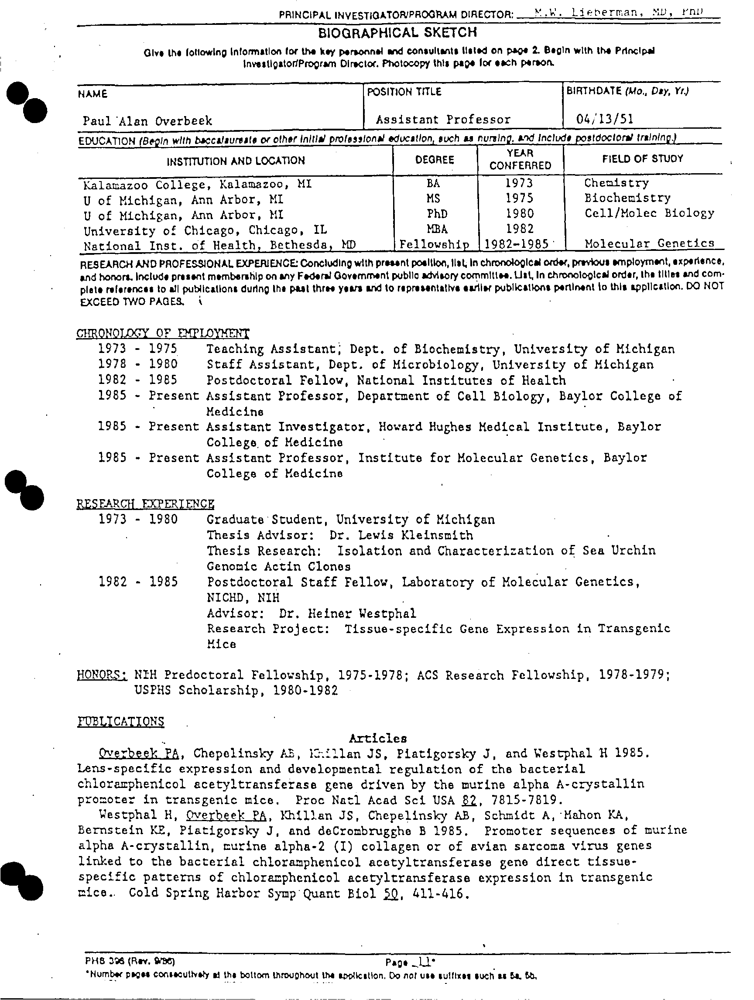 PRINCIPAL INVESTIGATOR/PROGRAM DIRECTOR: M.W. Lieberman, MD, PhD
BIOGRAPHICAL SKETCH
Give the following information for the key personnel and consultants listed on page 2. Begin with the Principal
Investigator/Program Director. Photocopy this page for each person.
NAME POSITION TITLE BIRTHDATE (Mo., Day, Yr.)
Paul Alan Overbeek Assistant Professor 04/13/51
EDUCATION (Begin with baccalaureate or other initial professional education, such as nursing, and include postdoctoral training.)
INSTITUTION AND LOCATION DEGREE YEAR CONFERRED FIELD OF STUDY
Kalamazoo College, Kalamazoo, MI BA 1973 Chemistry
U of Michigan, Ann Arbor, MI MS 1975 Biochemistry
U of Michigan, Ann Arbor, MI PhD 1980 Cell/Molec Biology
University of Chicago, Chicago, IL MBA 1982
National Inst. of Health, Bethesda, MD Fellowship 1982-1985 Molecular Genetics
RESEARCH AND PROFESSIONAL EXPERIENCE: Concluding with present position, list, in chronological order, previous employment, experience,
and honors. Include present membership on any Federal Government public advisory committee. List, in chronological order, the titles and com-
plete references to all publications during the past three years and to representative earlier publications pertinent to this application. DO NOT
EXCEED TWO PAGES.
CHRONOLOGY OF EMPLOYMENT
1973 - 1975 Teaching Assistant, Dept. of Biochemistry, University of Michigan
1978 - 1980 Staff Assistant, Dept. of Microbiology, University of Michigan
1982 - 1985 Postdoctoral Fellow, National Institutes of Health
1985 - Present Assistant Professor, Department of Cell Biology, Baylor College of
Medicine
1985 - Present Assistant Investigator, Howard Hughes Medical Institute, Baylor
College of Medicine
1985 - Present Assistant Professor, Institute for Molecular Genetics, Baylor
College of Medicine
RESEARCH EXPERIENCE
1973 - 1980 Graduate Student, University of Michigan
Thesis Advisor: Dr. Lewis Kleinsmith
Thesis Research: Isolation and Characterization of Sea Urchin
Genomic Actin Clones
1982 - 1985 Postdoctoral Staff Fellow, Laboratory of Molecular Genetics,
NICHD, NIH
Advisor: Dr. Heiner Westphal
Research Project: Tissue-specific Gene Expression in Transgenic
Mice
HONORS: NIH Predoctoral Fellowship, 1975-1978; ACS Research Fellowship, 1978-1979;
USPHS Scholarship, 1980-1982
PUBLICATIONS
Articles
Overbeek PA, Chepelinsky AB, Khillan JS, Piatigorsky J, and Westphal H 1985.
Lens-specific expression and developmental regulation of the bacterial
chloramphenicol acetyltransferase gene driven by the murine alpha A-crystallin
promoter in transgenic mice. Proc Natl Acad Sci USA 82, 7815-7819.
Westphal H, Overbeek PA, Khillan JS, Chepelinsky AB, Schmidt A, Mahon KA,
Bernstein KE, Piatigorsky J, and deCrombrugghe B 1985. Promoter sequences of murine
alpha A-crystallin, murine alpha-2 (I) collagen or of avian sarcoma virus genes
linked to the bacterial chloramphenicol acetyltransferase gene direct tissue-
specific patterns of chloramphenicol acetyltransferase expression in transgenic
mice. Cold Spring Harbor Symp Quant Biol 50, 411-416.
PHS 398 (Rev. 9/86) Page 11*
*Number pages consecutively at the bottom throughout the application. Do not use suffixes such as 5a, 5b.